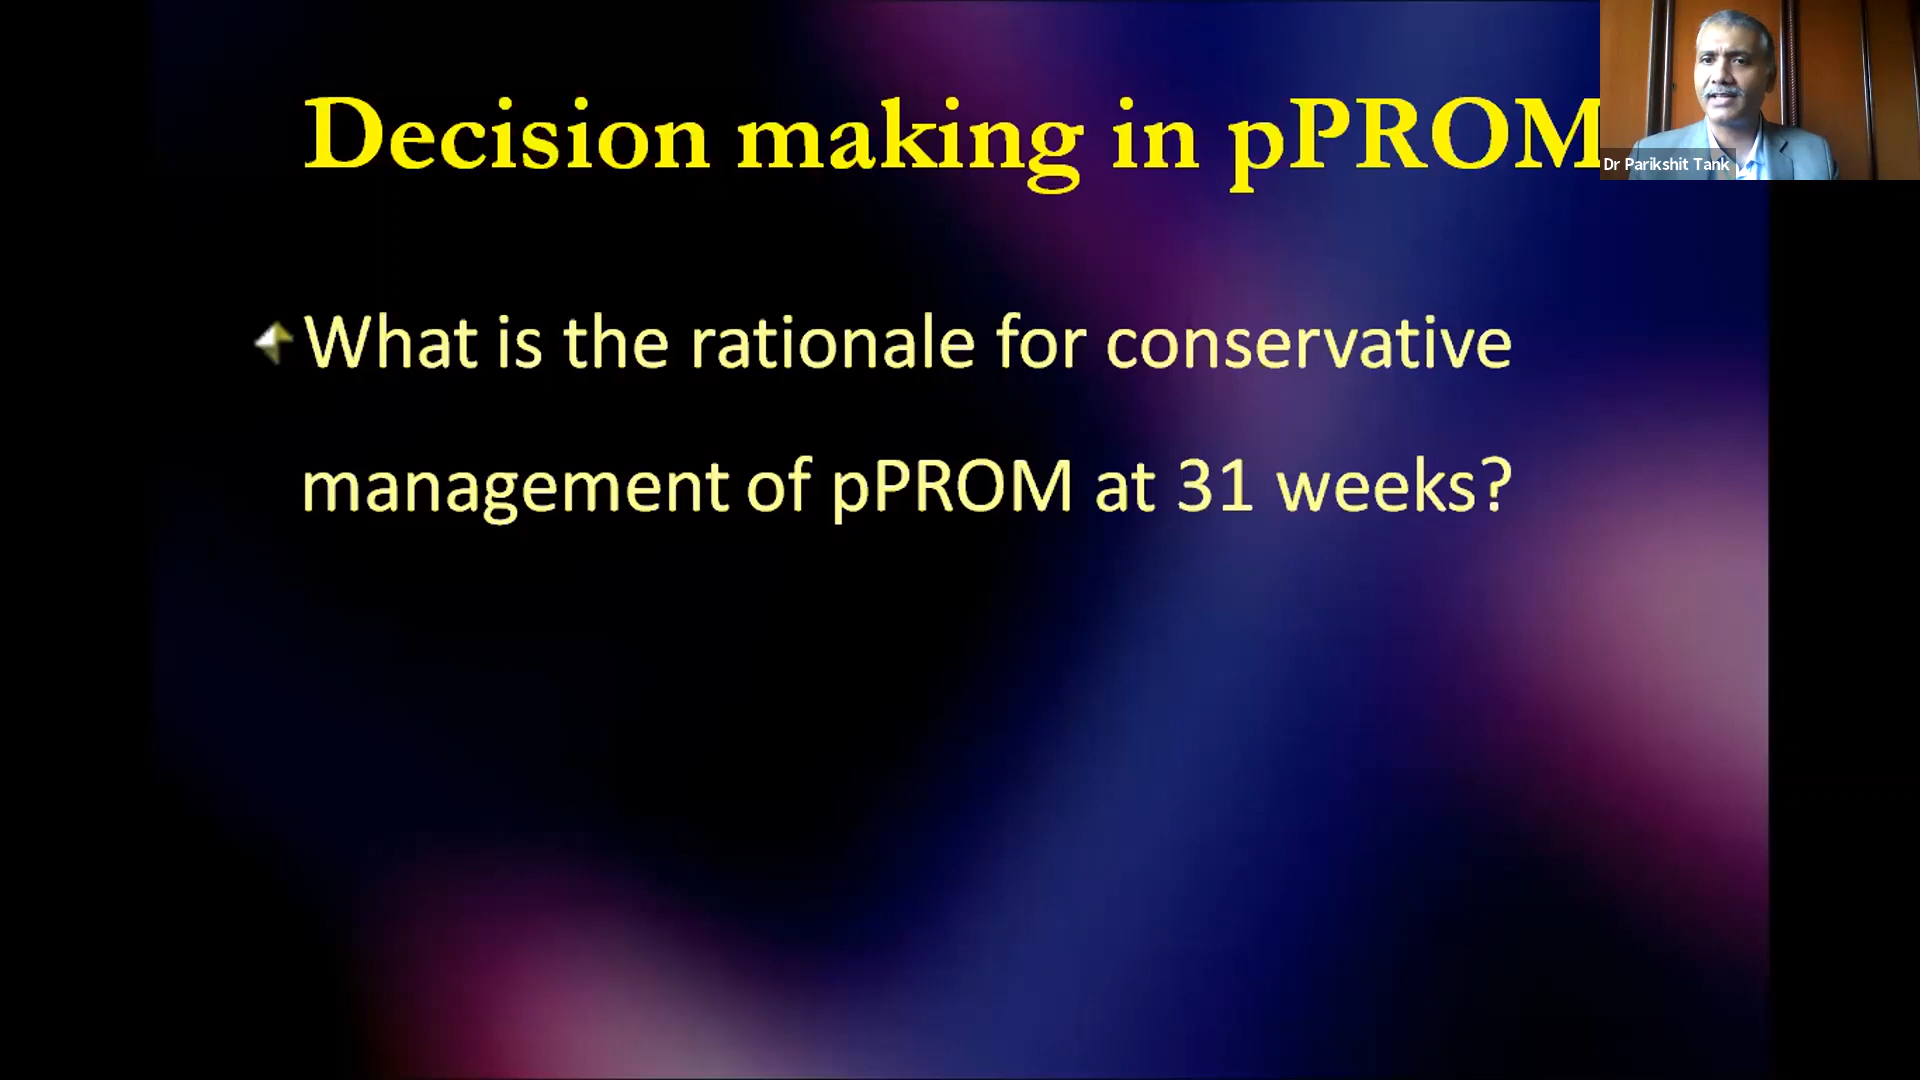 Decision making in pPROM
Dr Parikshit Tank
What is the rationale for conservative
management of pPROM at 31 weeks?